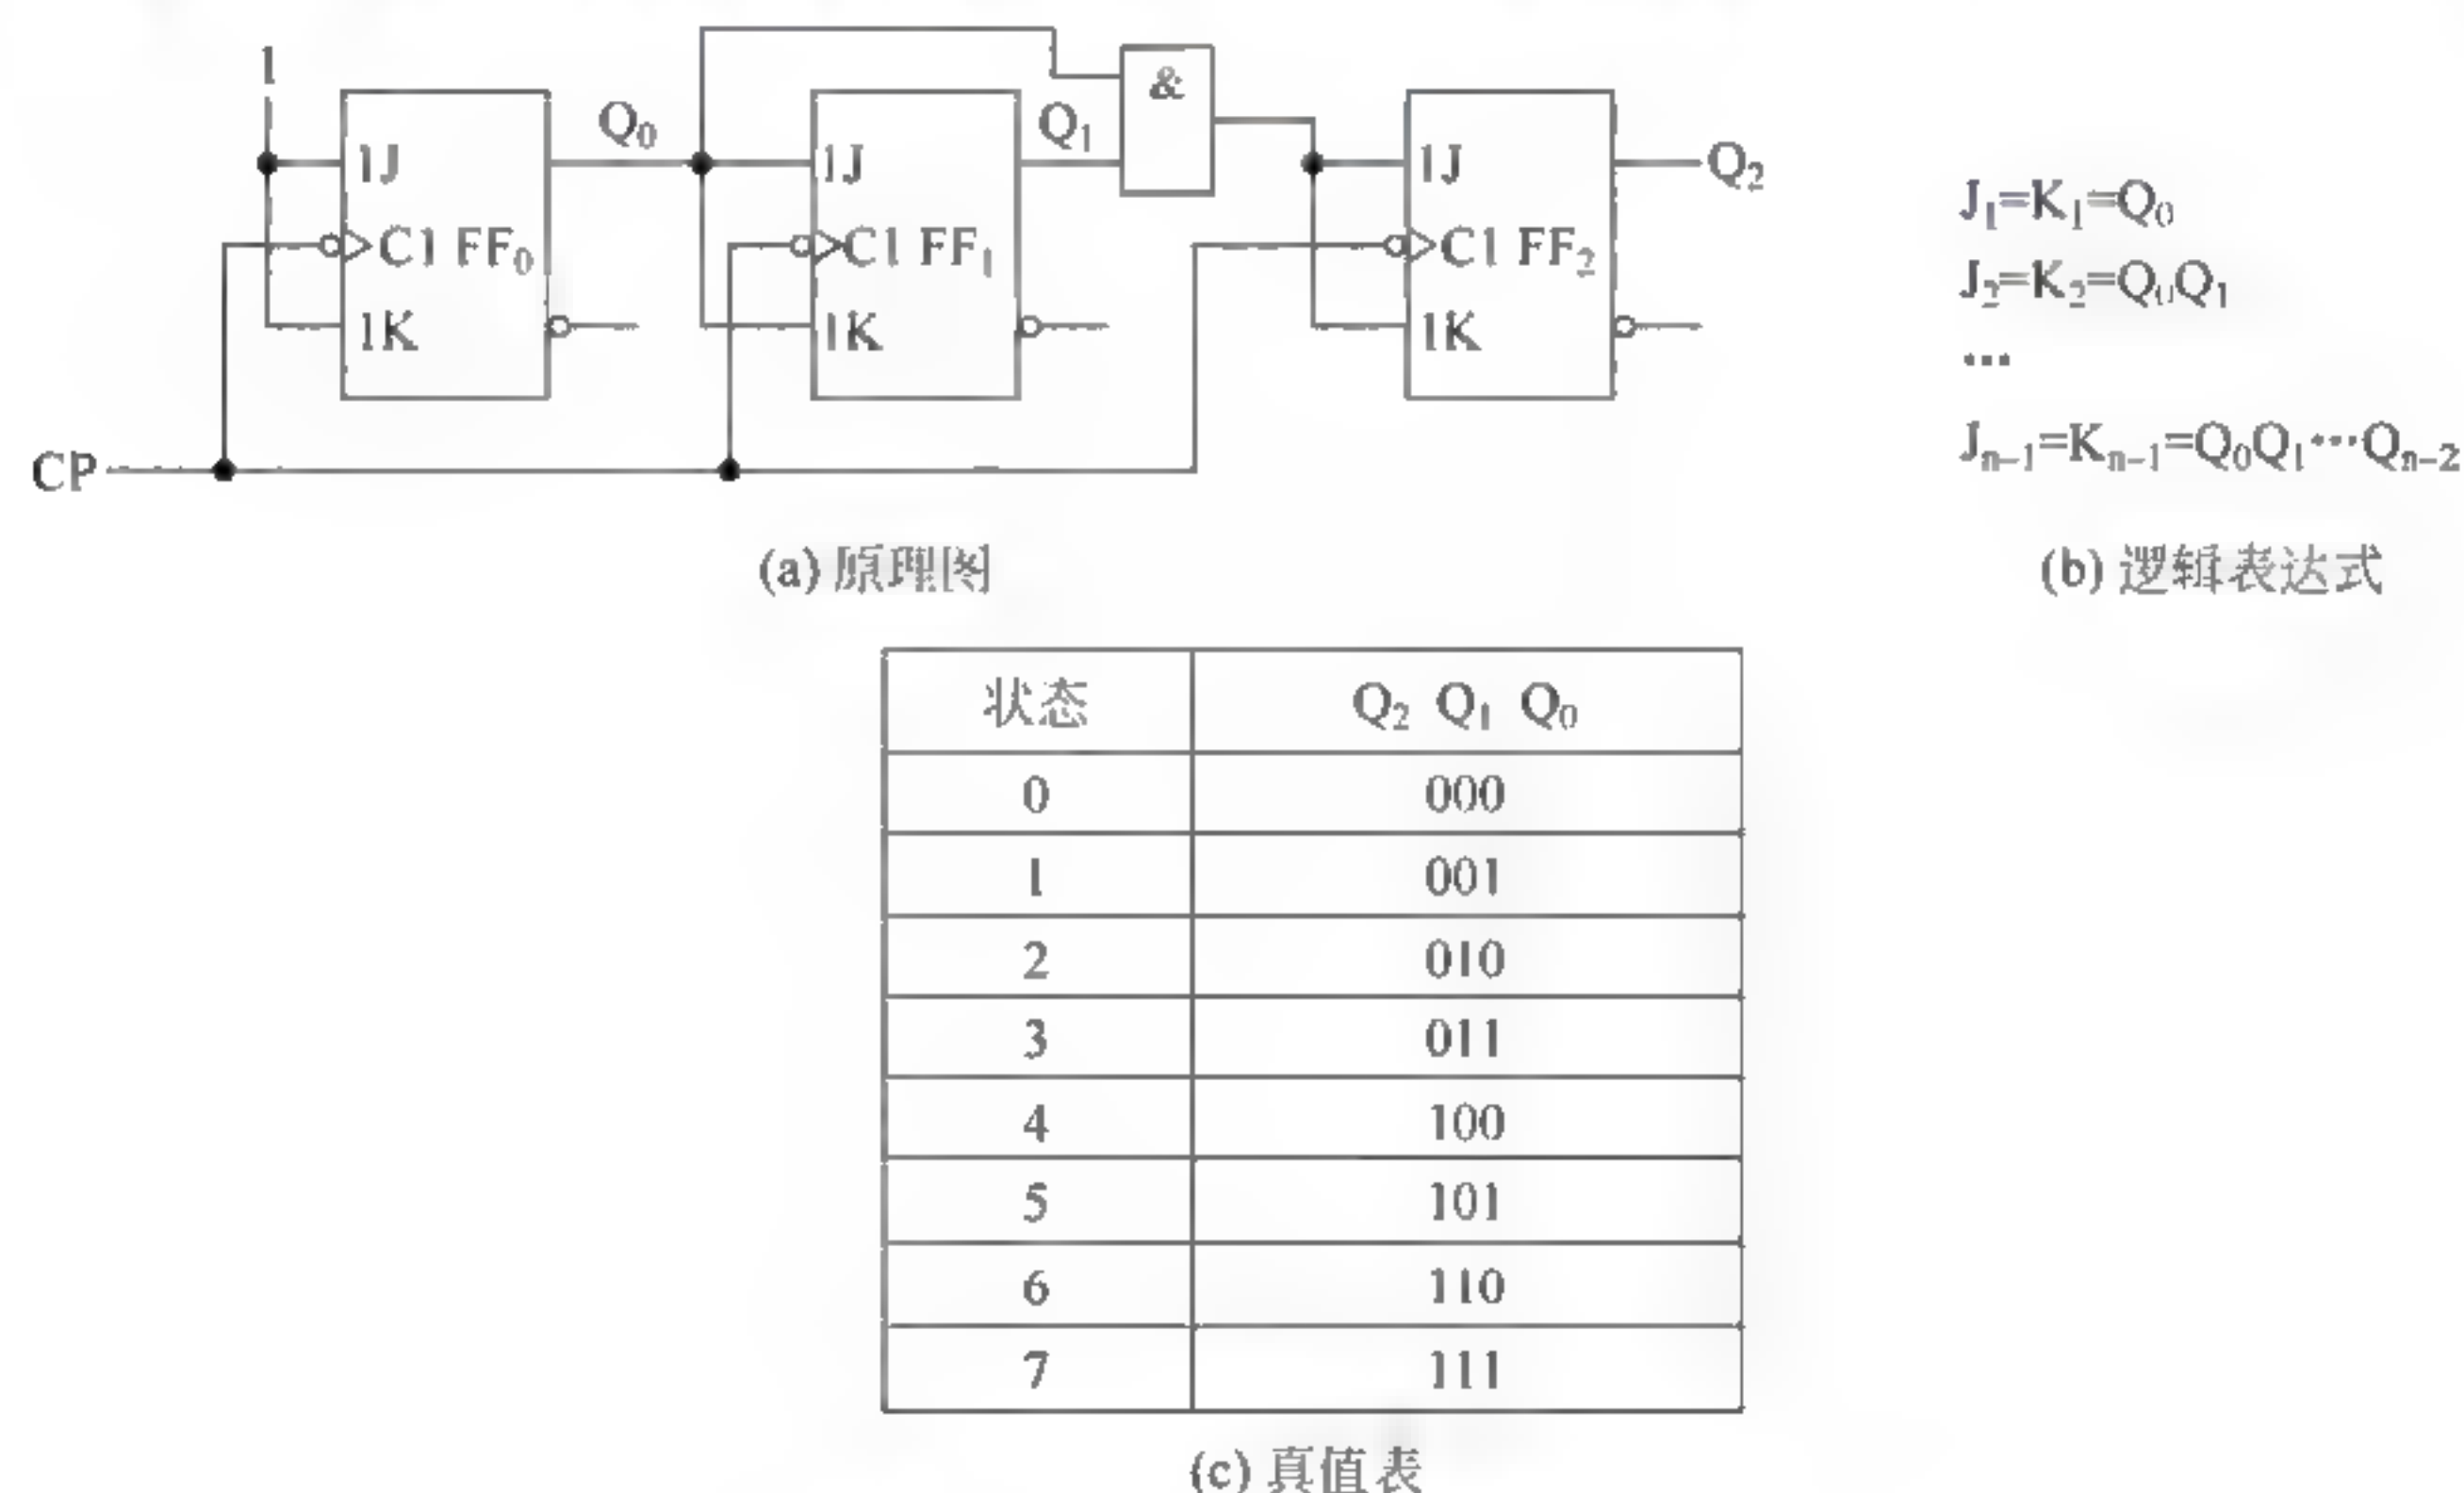 1
Q₀
Q₁
&
1J
1J
1J
Q₂
C1 FF₀
C1 FF₁
C1 FF₂
1K
1K
1K
CP
(a) 原理图
J₁=K₁=Q₀
J₂=K₂=Q₀Q₁
...
Jₙ₋₁=Kₙ₋₁=Q₀Q₁···Qₙ₋₂
(b) 逻辑表达式
状态 Q₂ Q₁ Q₀
0 000
1 001
2 010
3 011
4 100
5 101
6 110
7 111
(c) 真值表